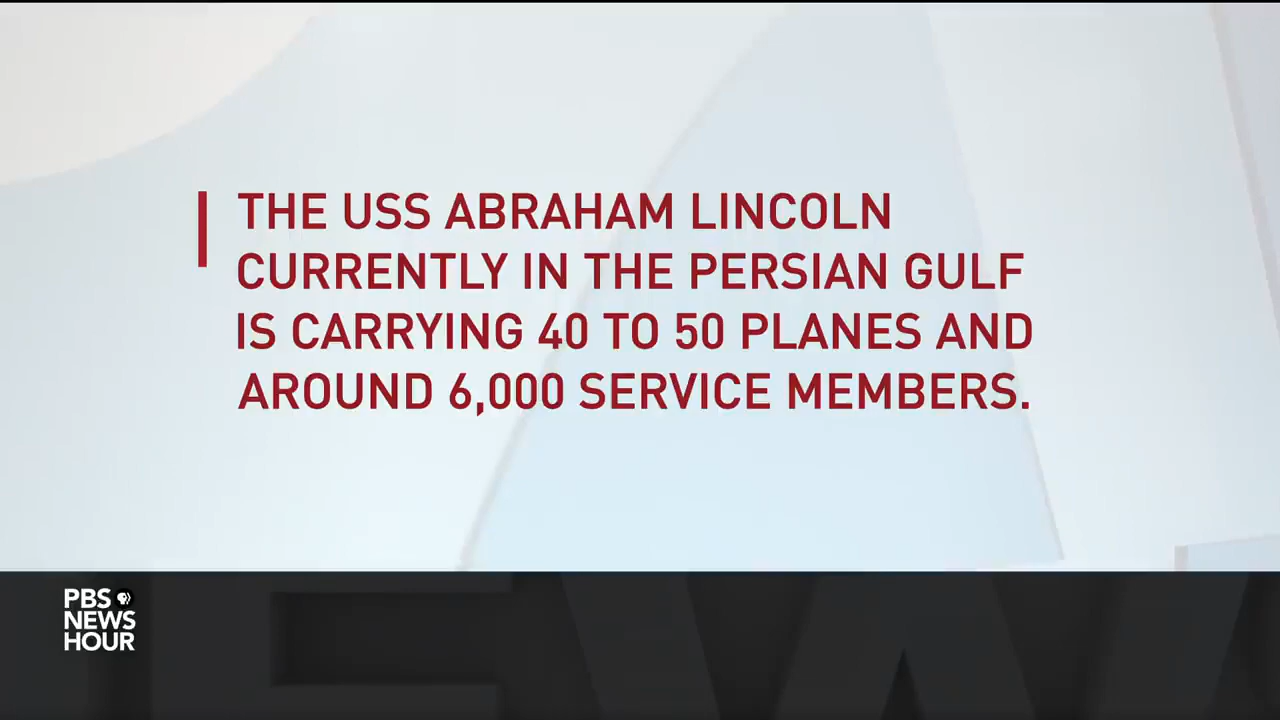 THE USS ABRAHAM LINCOLN
CURRENTLY IN THE PERSIAN GULF
IS CARRYING 40 TO 50 PLANES AND
AROUND 6,000 SERVICE MEMBERS.
PBS
NEWS
HOUR